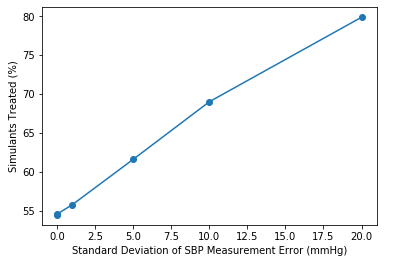 Simulants Treated (%)
80
75
70
65
60
55
0.0 2.5 5.0 7.5 10.0 12.5 15.0 17.5 20.0
Standard Deviation of SBP Measurement Error (mmHg)